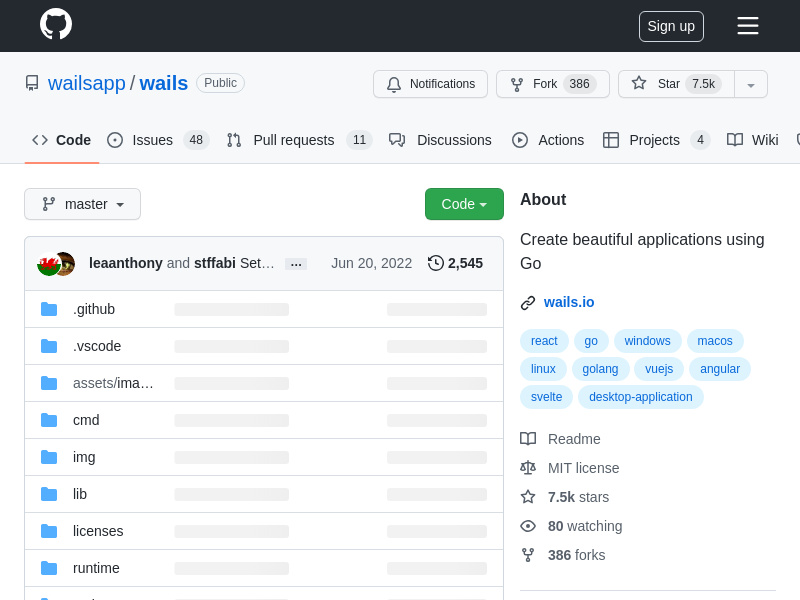 Sign up
wailsapp / wails Public
Notifications Fork 386 Star 7.5k
Code Issues 48 Pull requests 11 Discussions Actions Projects 4 Wiki
master Code
leaanthony and stffabi Set… … Jun 20, 2022 2,545
.github
.vscode
assets/ima…
cmd
img
lib
licenses
runtime
About
Create beautiful applications using
Go
wails.io
react go windows macos
linux golang vuejs angular
svelte desktop-application
Readme
MIT license
7.5k stars
80 watching
386 forks